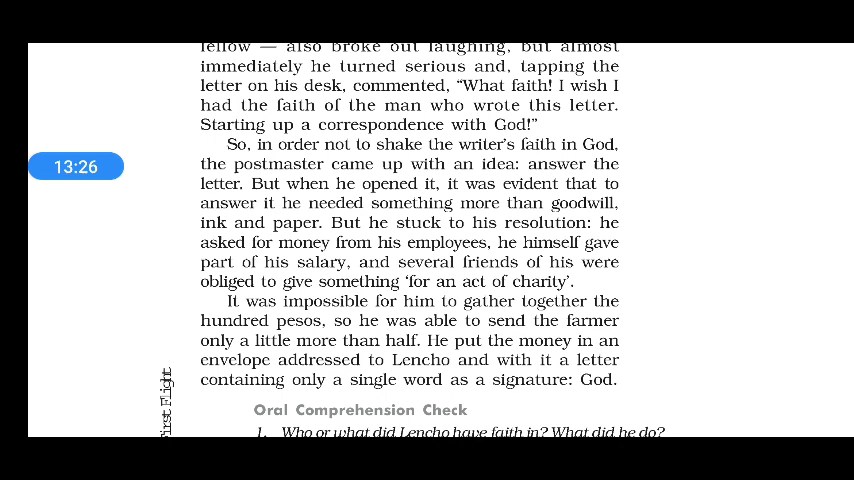 fellow — also broke out laughing, but almost
immediately he turned serious and, tapping the
letter on his desk, commented, “What faith! I wish I
had the faith of the man who wrote this letter.
Starting up a correspondence with God!”
So, in order not to shake the writer’s faith in God,
13:26
the postmaster came up with an idea: answer the
letter. But when he opened it, it was evident that to
answer it he needed something more than goodwill,
ink and paper. But he stuck to his resolution: he
asked for money from his employees, he himself gave
part of his salary, and several friends of his were
obliged to give something ‘for an act of charity’.
It was impossible for him to gather together the
hundred pesos, so he was able to send the farmer
only a little more than half. He put the money in an
envelope addressed to Lencho and with it a letter
containing only a single word as a signature: God.
First Flight
Oral Comprehension Check
1. Who or what did Lencho have faith in? What did he do?